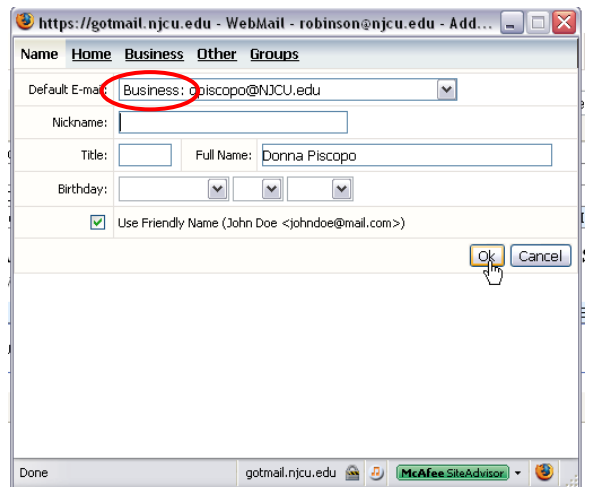 https://gotmail.njcu.edu - WebMail - robinson@njcu.edu - Add...
Name Home Business Other Groups
Default E-mail: Business: dpiscopo@NJCU.edu
Nickname:
Title: Full Name: Donna Piscopo
Birthday:
Use Friendly Name (John Doe <johndoe@mail.com>)
Ok Cancel
Done gotmail.njcu.edu McAfee SiteAdvisor